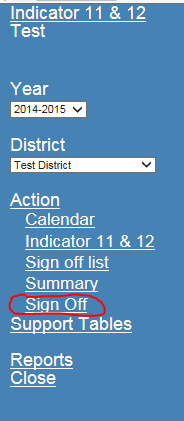 Indicator 11 & 12
Test
Year
2014-2015
District
Test District
Action
Calendar
Indicator 11 & 12
Sign off list
Summary
Sign Off
Support Tables
Reports
Close